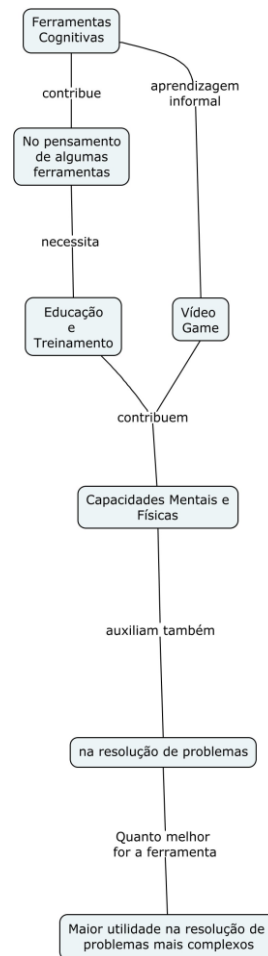 Ferramentas
Cognitivas
contribue
aprendizagem
informal
No pensamento
de algumas
ferramentas
necessita
Educação
e
Treinamento
Vídeo
Game
contribuem
Capacidades Mentais e
Físicas
auxiliam também
na resolução de problemas
Quanto melhor
for a ferramenta
Maior utilidade na resolução de
problemas mais complexos